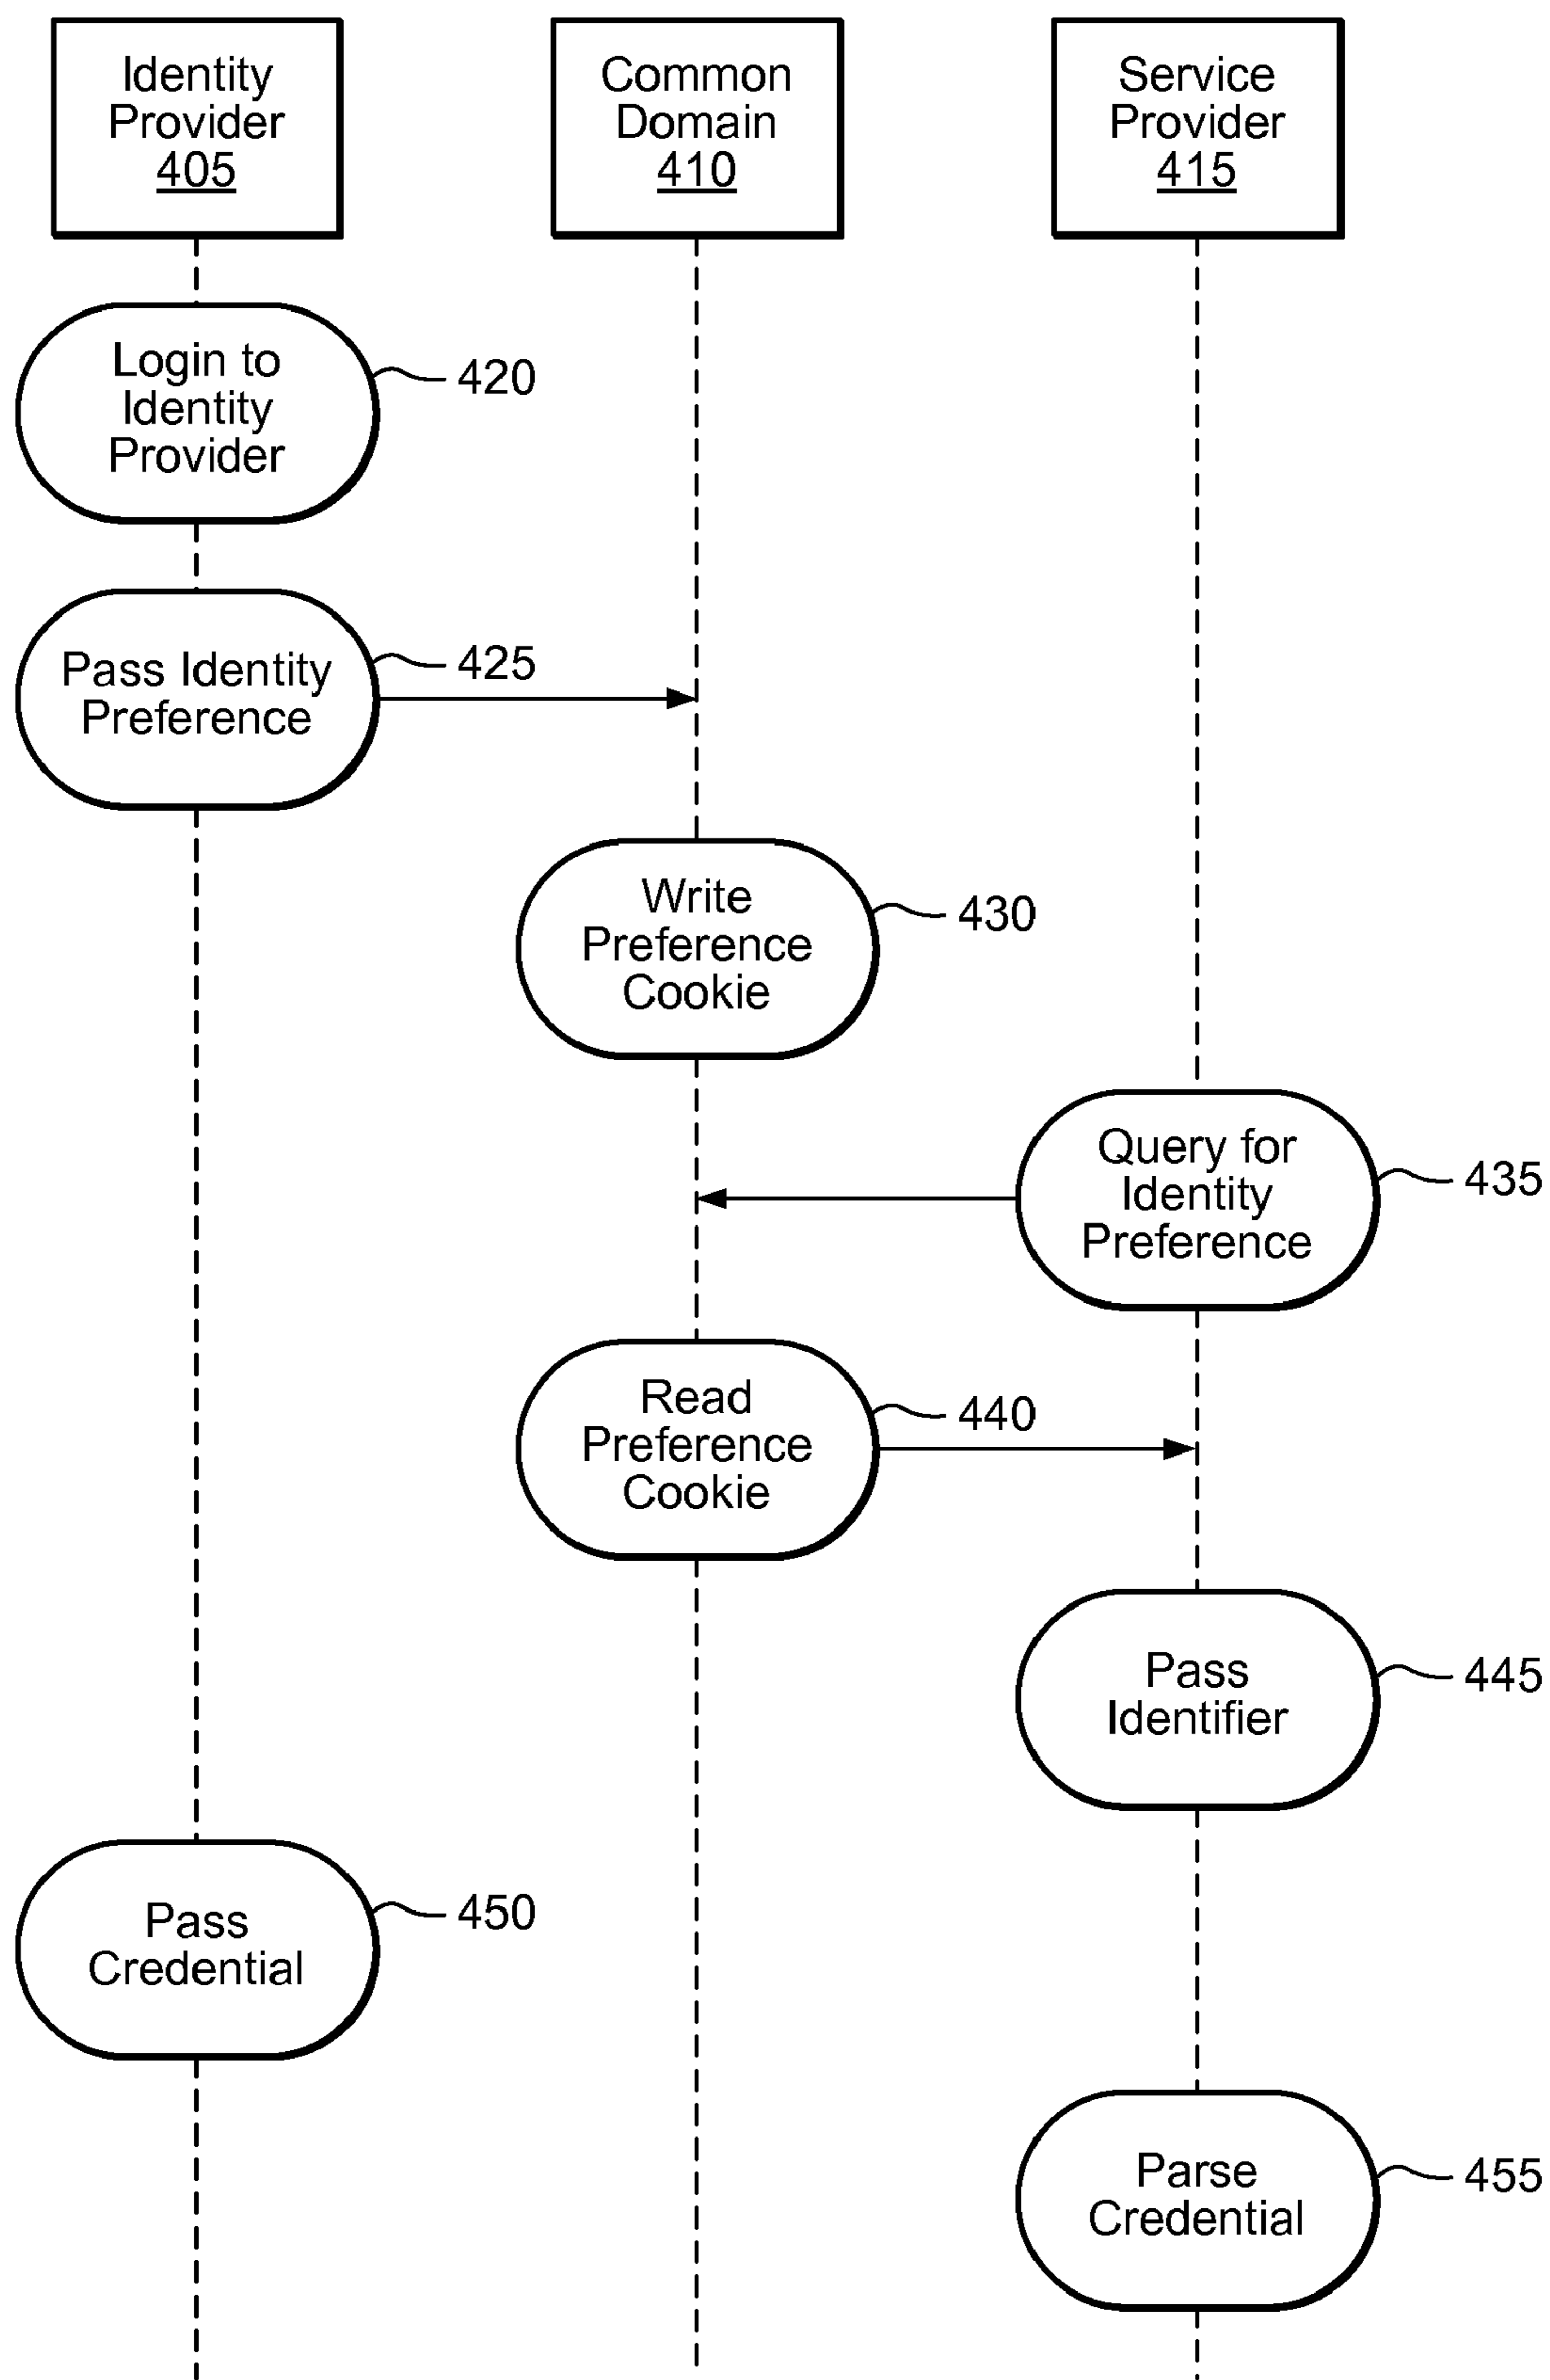 Identity
Provider
405
Common
Domain
410
Service
Provider
415
Login to
Identity
Provider
420
Pass Identity
Preference
425
Write
Preference
Cookie
430
Query for
Identity
Preference
435
Read
Preference
Cookie
440
Pass
Identifier
445
Pass
Credential
450
Parse
Credential
455